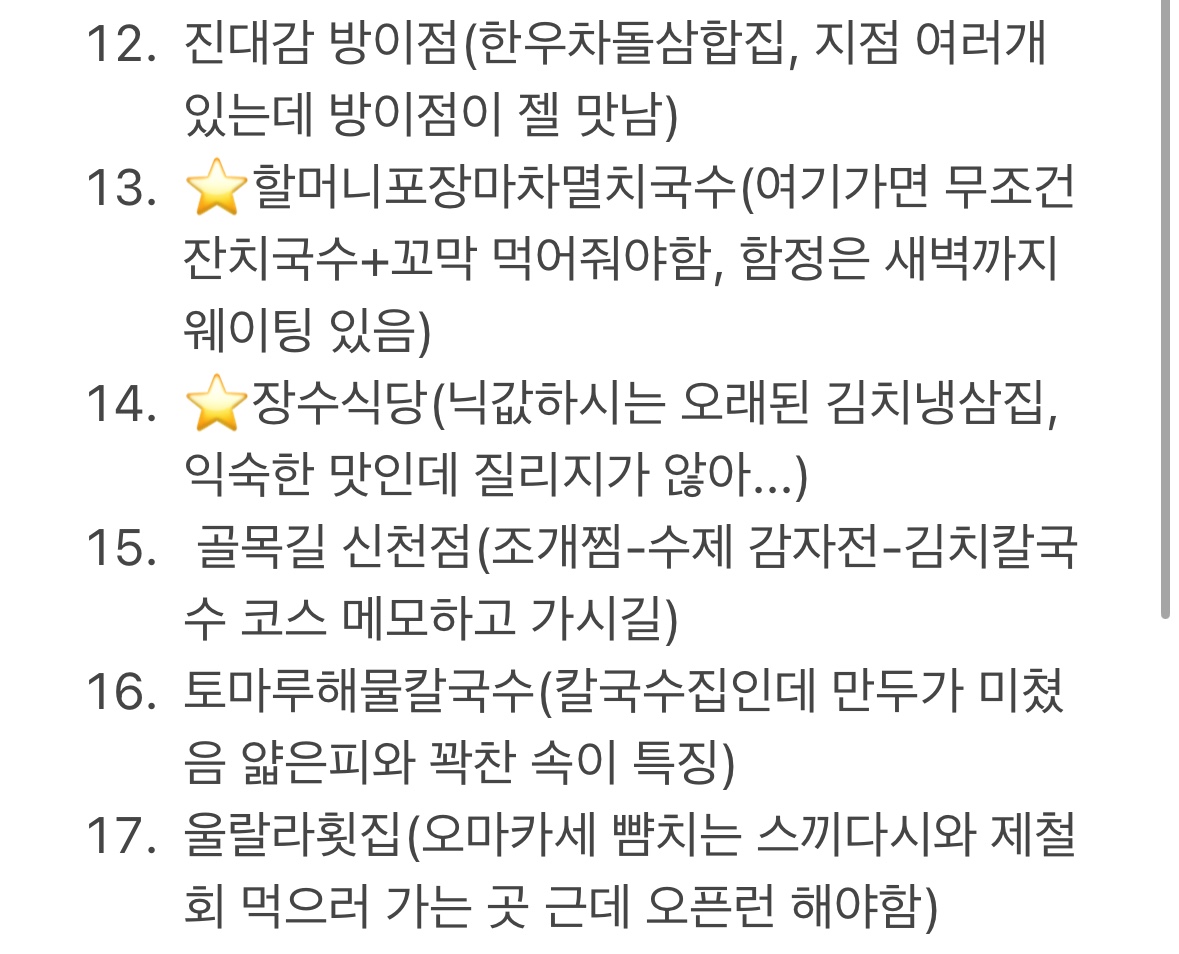 12. 진대감 방이점(한우차돌삼합집, 지점 여러개
있는데 방이점이 젤 맛남)
13. ⭐할머니포장마차멸치국수(여기가면 무조건
잔치국수+꼬막 먹어줘야함, 함정은 새벽까지
웨이팅 있음)
14. ⭐장수식당(닉값하시는 오래된 김치냉삼집,
익숙한 맛인데 질리지가 않아...)
15. 골목길 신천점(조개찜-수제 감자전-김치칼국
수 코스 메모하고 가시길)
16. 토마루해물칼국수(칼국수집인데 만두가 미쳤
음 얇은피와 꽉찬 속이 특징)
17. 울랄라횟집(오마카세 뺨치는 스끼다시와 제철
회 먹으러 가는 곳 근데 오픈런 해야함)